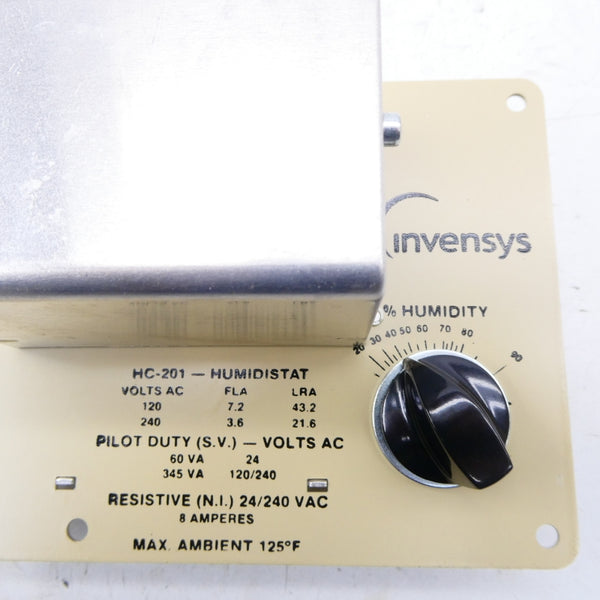 invensys
% HUMIDITY
20 30 40 50 60 70 80 90
HC-201 — HUMIDISTAT
VOLTS AC FLA LRA
120 7.2 43.2
240 3.6 21.6
PILOT DUTY (S.V.) — VOLTS AC
60 VA 24
345 VA 120/240
RESISTIVE (N.I.) 24/240 VAC
8 AMPERES
MAX. AMBIENT 125°F